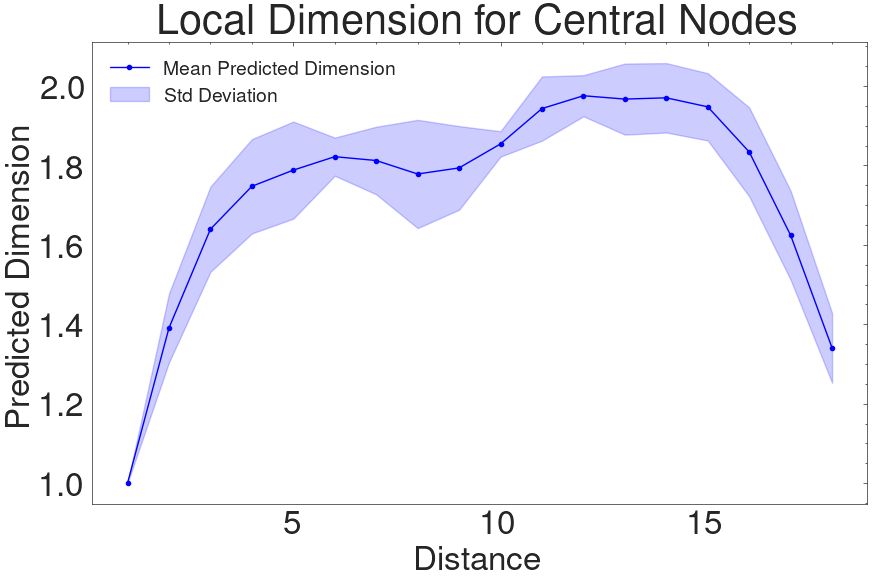 Local Dimension for Central Nodes
Mean Predicted Dimension
Std Deviation
Predicted Dimension
2.0
1.8
1.6
1.4
1.2
1.0
5
10
15
Distance